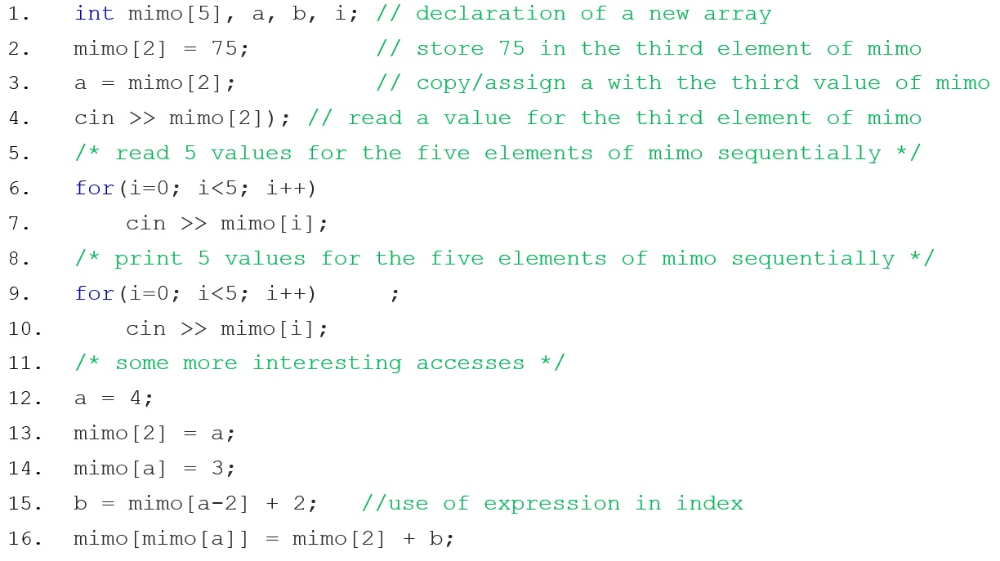 1. int mimo[5], a, b, i; // declaration of a new array
2. mimo[2] = 75; // store 75 in the third element of mimo
3. a = mimo[2]; // copy/assign a with the third value of mimo
4. cin >> mimo[2]); // read a value for the third element of mimo
5. /* read 5 values for the five elements of mimo sequentially */
6. for(i=0; i<5; i++)
7. cin >> mimo[i];
8. /* print 5 values for the five elements of mimo sequentially */
9. for(i=0; i<5; i++) ;
10. cin >> mimo[i];
11. /* some more interesting accesses */
12. a = 4;
13. mimo[2] = a;
14. mimo[a] = 3;
15. b = mimo[a-2] + 2; //use of expression in index
16. mimo[mimo[a]] = mimo[2] + b;